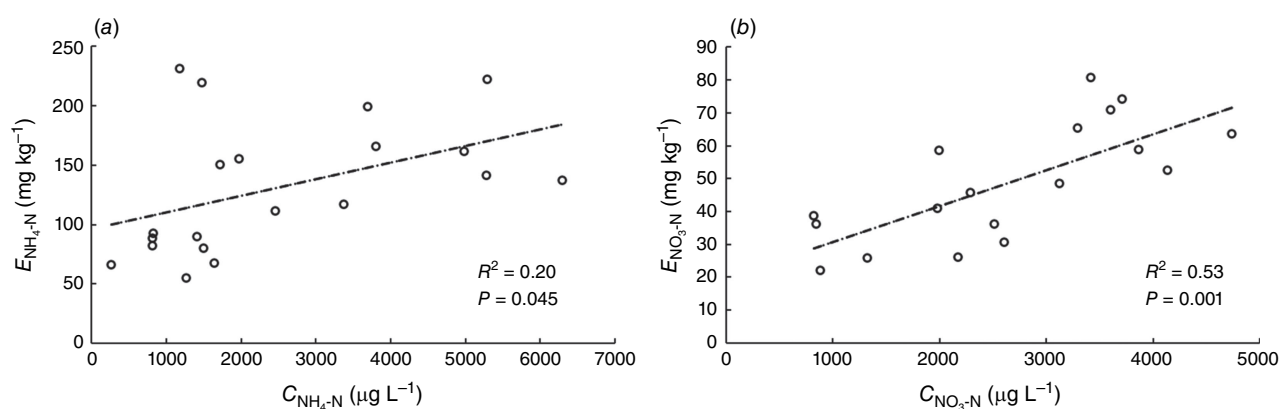 (a)
250
200
150
100
50
0
E_NH₄-N (mg kg⁻¹)
R² = 0.20
P = 0.045
0 1000 2000 3000 4000 5000 6000 7000
C_NH₄-N (μg L⁻¹)
(b)
90
80
70
60
50
40
30
20
10
0
E_NO₃-N (mg kg⁻¹)
R² = 0.53
P = 0.001
0 1000 2000 3000 4000 5000
C_NO₃-N (μg L⁻¹)